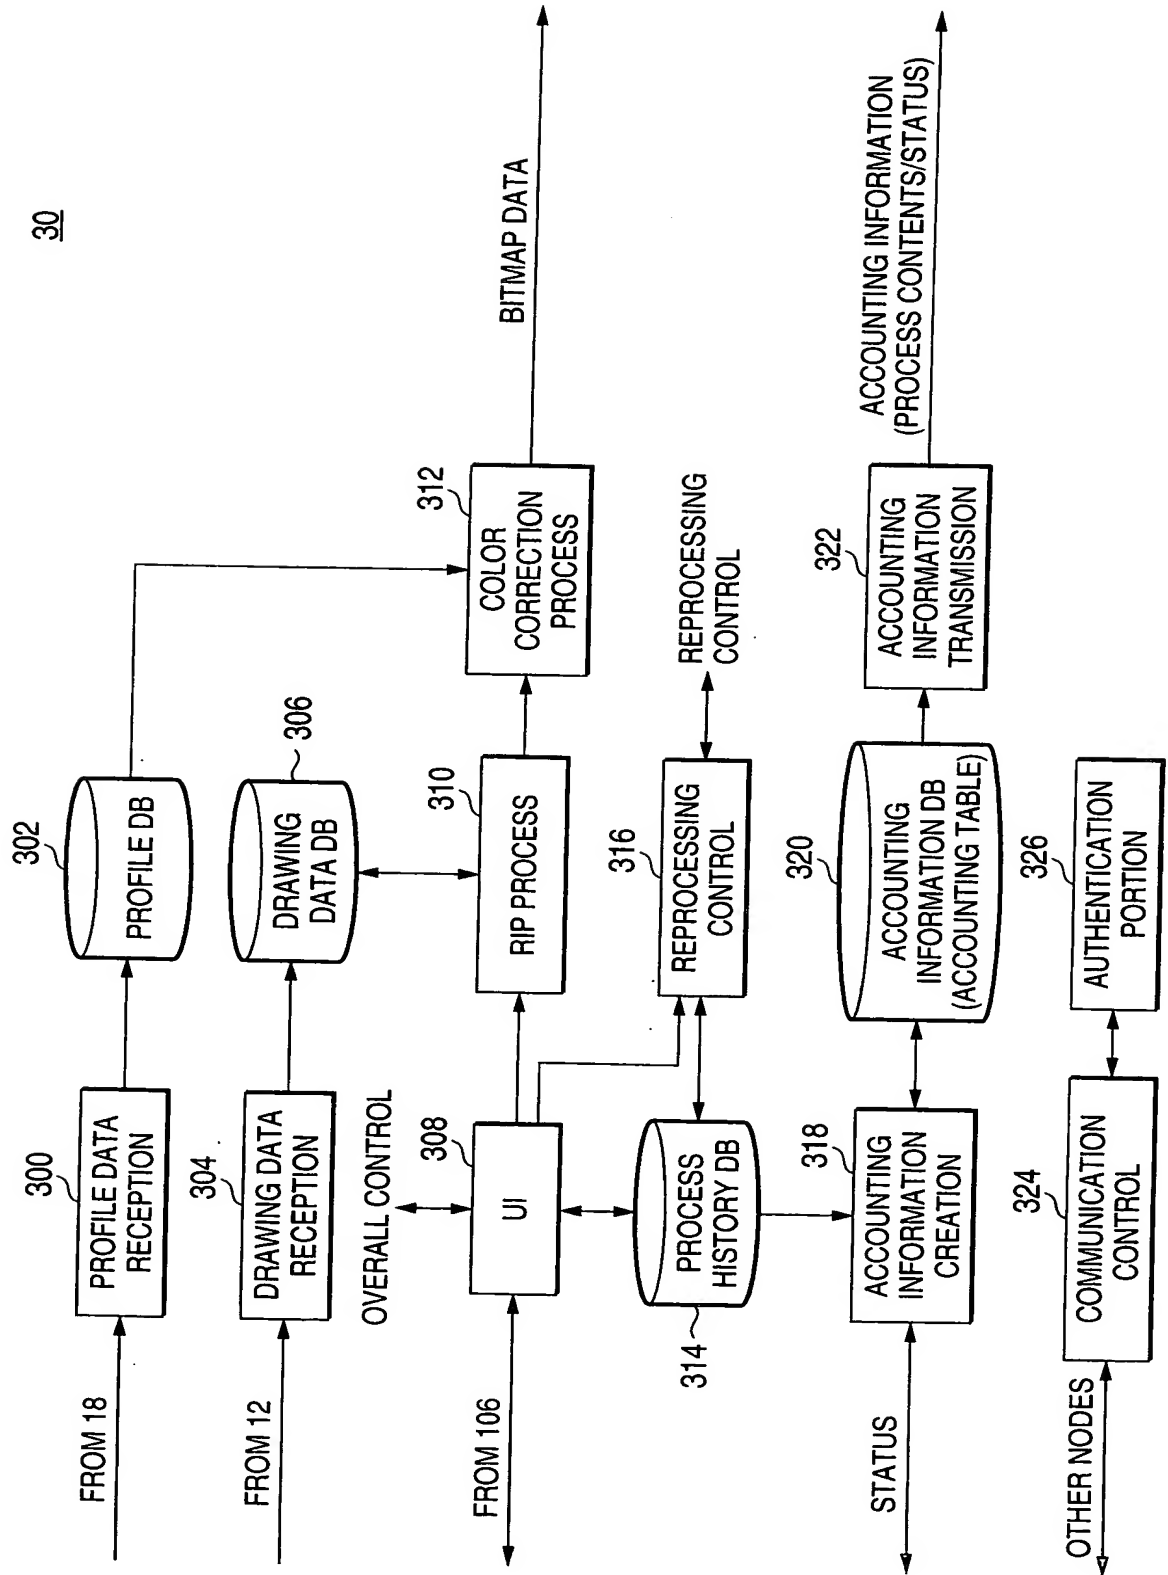 30
FROM 18
300
PROFILE DATA
RECEPTION
302
PROFILE DB
FROM 12
304
DRAWING DATA
RECEPTION
306
DRAWING
DATA DB
OVERALL CONTROL
FROM 106
308
UI
310
RIP PROCESS
312
COLOR
CORRECTION
PROCESS
BITMAP DATA
314
PROCESS
HISTORY DB
316
REPROCESSING
CONTROL
REPROCESSING
CONTROL
STATUS
318
ACCOUNTING
INFORMATION
CREATION
320
ACCOUNTING
INFORMATION DB
(ACCOUNTING TABLE)
322
ACCOUNTING
INFORMATION
TRANSMISSION
ACCOUNTING INFORMATION
(PROCESS CONTENTS/STATUS)
OTHER NODES
324
COMMUNICATION
CONTROL
326
AUTHENTICATION
PORTION